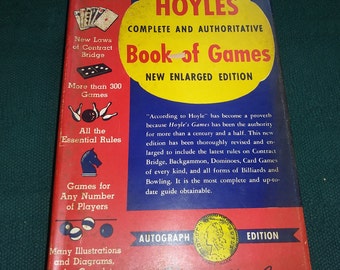 HOYLES
COMPLETE AND AUTHORITATIVE
Book of Games
NEW ENLARGED EDITION
New Laws
of Contract
Bridge
More than 300
Games
All the
Essential Rules
Games for
Any Number of
Players
Many Illustrations
and Diagrams,
"According to Hoyle" has become a proverb
because Hoyle's Games has been the authority
for more than a century and a half. This new
edition has been thoroughly revised and en-
larged to include the latest rules on Contract
Bridge, Backgammon, Dominoes, Card Games
of every kind, and all forms of Billiards and
Bowling. It is the most complete and up-to-
date guide obtainable.
AUTOGRAPH EDITION